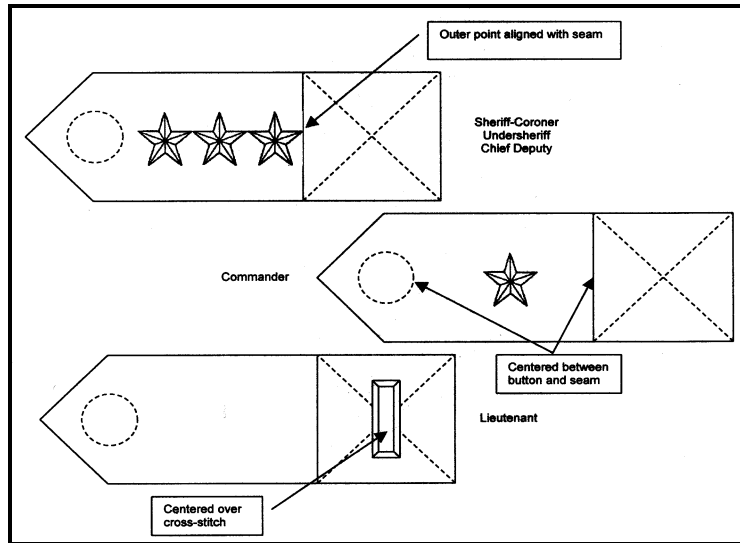 Outer point aligned with seam
Sheriff-Coroner
Undersheriff
Chief Deputy
Commander
Centered between
button and seam
Lieutenant
Centered over
cross-stitch